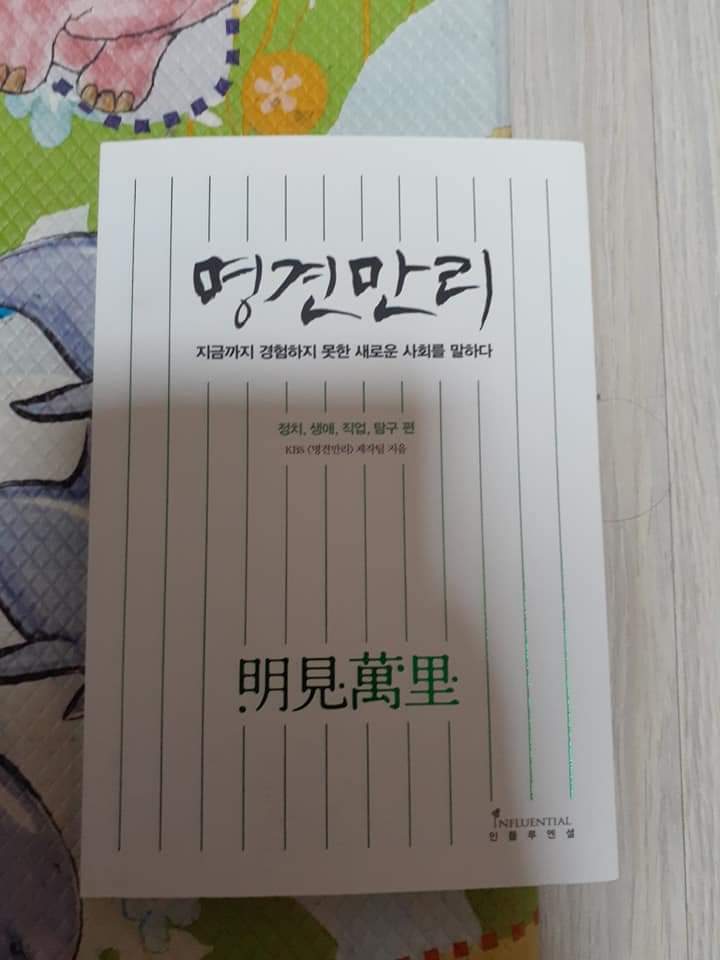 명견만리
지금까지 경험하지 못한 새로운 사회를 말하다
정치, 생애, 직업, 탐구 편
KBS 〈명견만리〉 제작팀 지음
明見萬里
INFLUENTIAL
인플루엔셜